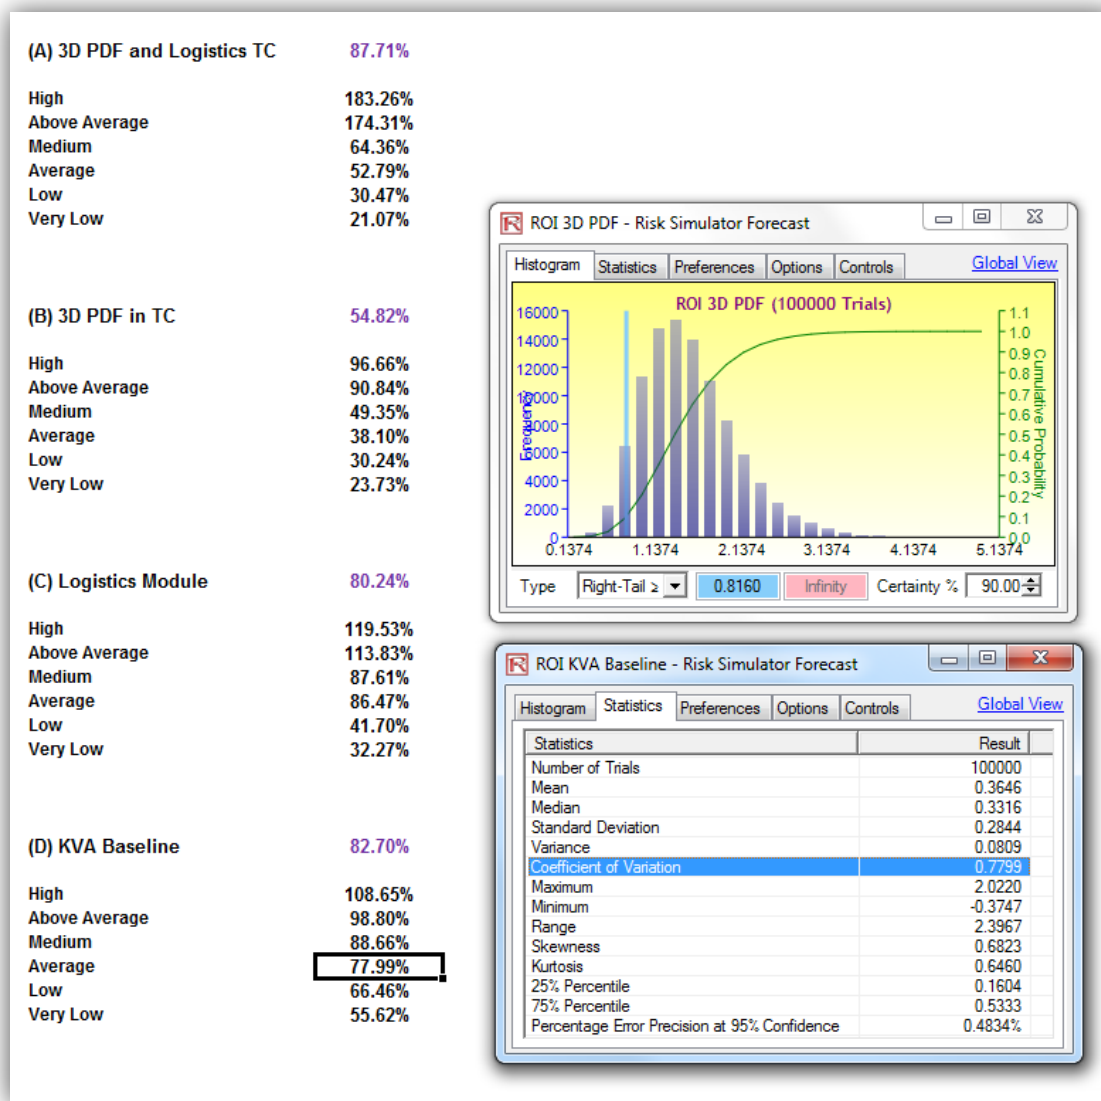 (A) 3D PDF and Logistics TC 87.71%
High 183.26%
Above Average 174.31%
Medium 64.36%
Average 52.79%
Low 30.47%
Very Low 21.07%
(B) 3D PDF in TC 54.82%
High 96.66%
Above Average 90.84%
Medium 49.35%
Average 38.10%
Low 30.24%
Very Low 23.73%
(C) Logistics Module 80.24%
High 119.53%
Above Average 113.83%
Medium 87.61%
Average 86.47%
Low 41.70%
Very Low 32.27%
(D) KVA Baseline 82.70%
High 108.65%
Above Average 98.80%
Medium 88.66%
Average 77.99%
Low 66.46%
Very Low 55.62%
ROI 3D PDF - Risk Simulator Forecast
Histogram Statistics Preferences Options Controls Global View
ROI 3D PDF (100000 Trials)
16000
14000
12000
10000
8000
6000
4000
2000
0
Frequency
1.1
1.0
0.9
0.8
0.7
0.6
0.5
0.4
0.3
0.2
0.1
0.0
Cumulative Probability
0.1374 1.1374 2.1374 3.1374 4.1374 5.1374
Type Right-Tail ≥ 0.8160 Infinity Certainty % 90.00
ROI KVA Baseline - Risk Simulator Forecast
Histogram Statistics Preferences Options Controls Global View
Statistics Result
Number of Trials 100000
Mean 0.3646
Median 0.3316
Standard Deviation 0.2844
Variance 0.0809
Coefficient of Variation 0.7799
Maximum 2.0220
Minimum -0.3747
Range 2.3967
Skewness 0.6823
Kurtosis 0.6460
25% Percentile 0.1604
75% Percentile 0.5333
Percentage Error Precision at 95% Confidence 0.4834%